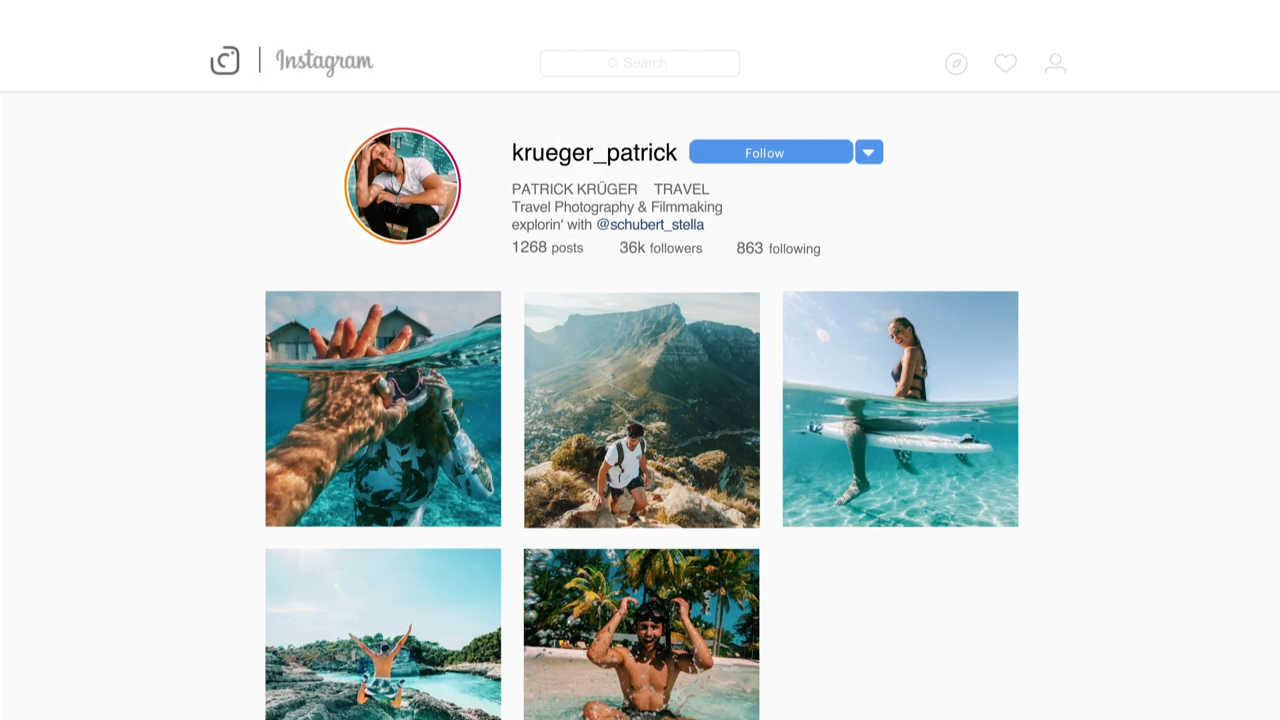 Instagram
Search
krueger_patrick Follow
PATRICK KRÜGER TRAVEL
Travel Photography & Filmmaking
explorin‘ with @schubert_stella
1268 posts 36k followers 863 following